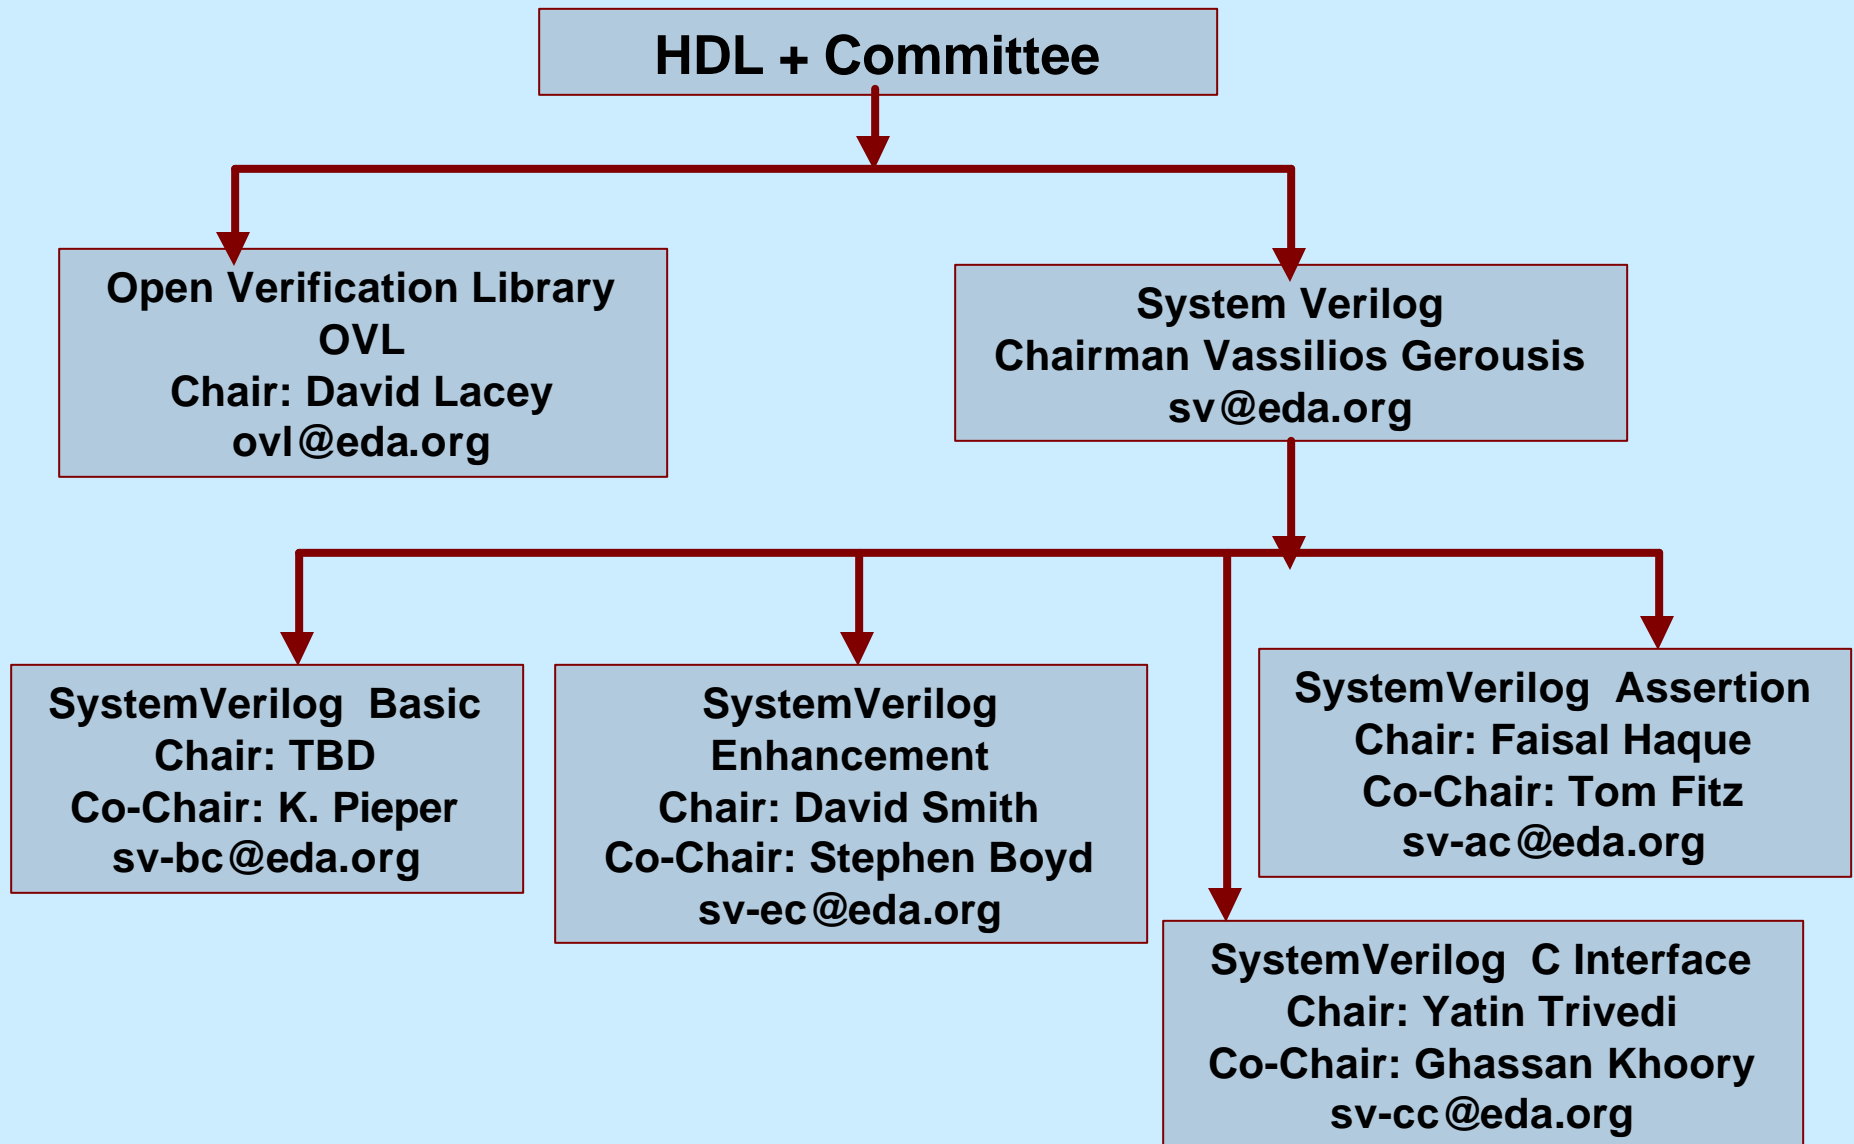 HDL + Committee
Open Verification Library
OVL
Chair: David Lacey
ovl@eda.org
System Verilog
Chairman Vassilios Gerousis
sv@eda.org
SystemVerilog Basic
Chair: TBD
Co-Chair: K. Pieper
sv-bc@eda.org
SystemVerilog
Enhancement
Chair: David Smith
Co-Chair: Stephen Boyd
sv-ec@eda.org
SystemVerilog Assertion
Chair: Faisal Haque
Co-Chair: Tom Fitz
sv-ac@eda.org
SystemVerilog C Interface
Chair: Yatin Trivedi
Co-Chair: Ghassan Khoory
sv-cc@eda.org